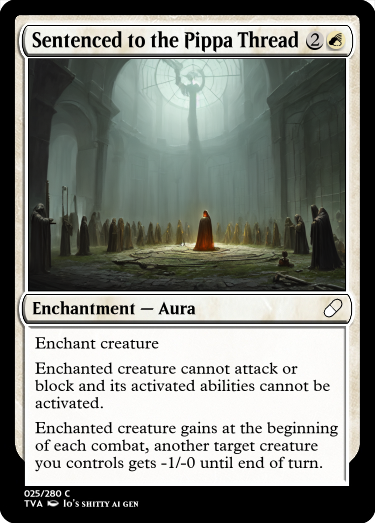 Sentenced to the Pippa Thread 2
Enchantment — Aura
Enchant creature
Enchanted creature cannot attack or
block and its activated abilities cannot be
activated.
Enchanted creature gains at the beginning
of each combat, another target creature
you controls gets -1/-0 until end of turn.
025/280 C
TVA Io's shitty ai gen